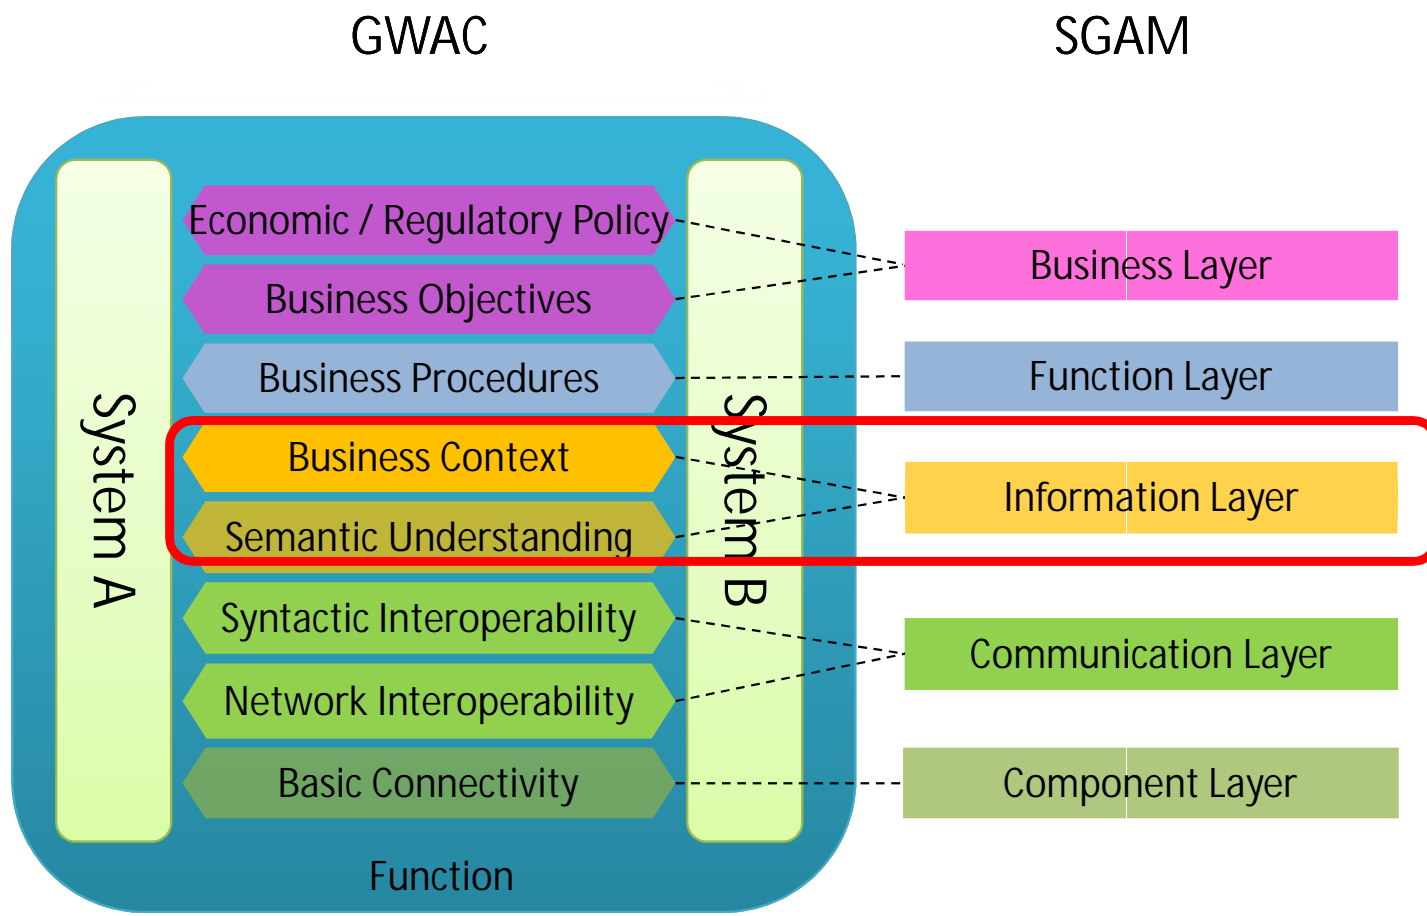 GWAC
SGAM
System A
Economic / Regulatory Policy
Business Objectives
Business Procedures
Business Context
Semantic Understanding
Syntactic Interoperability
Network Interoperability
Basic Connectivity
System B
Function
Business Layer
Function Layer
Information Layer
Communication Layer
Component Layer